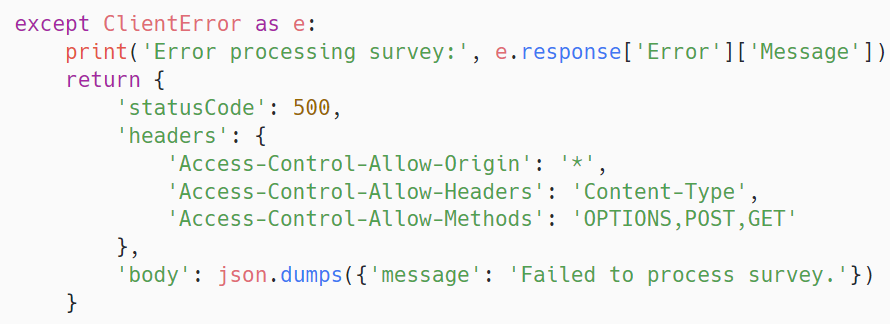 except ClientError as e:
    print('Error processing survey:', e.response['Error']['Message'])
    return {
        'statusCode': 500,
        'headers': {
            'Access-Control-Allow-Origin': '*',
            'Access-Control-Allow-Headers': 'Content-Type',
            'Access-Control-Allow-Methods': 'OPTIONS,POST,GET'
        },
        'body': json.dumps({'message': 'Failed to process survey.'})
    }